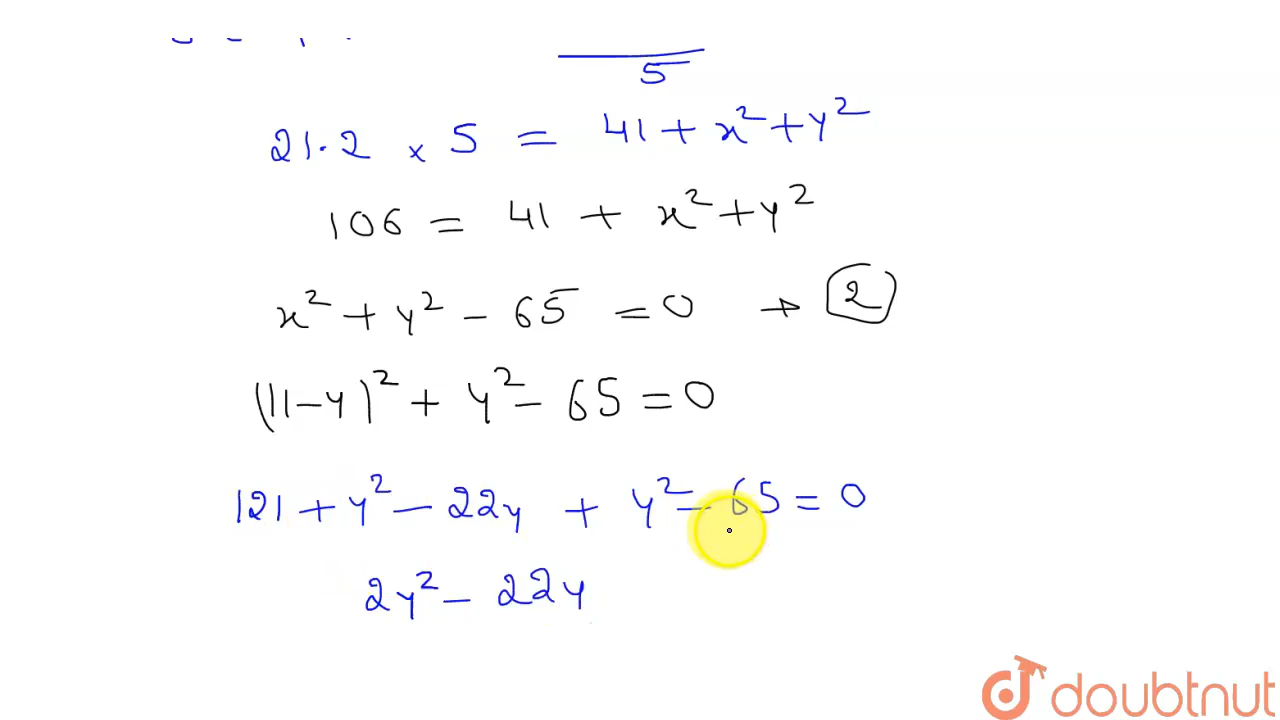 5
21.2 × 5 = 41 + x² + y²
106 = 41 + x² + y²
x² + y² - 65 = 0 → 2
(11 - y)² + y² - 65 = 0
121 + y² - 22y + y² - 65 = 0
2y² - 22y
doubtnut